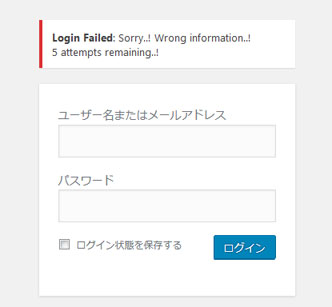 Login Failed: Sorry..! Wrong information..!
5 attempts remaining..!
ユーザー名またはメールアドレス
パスワード
ログイン状態を保存する
ログイン